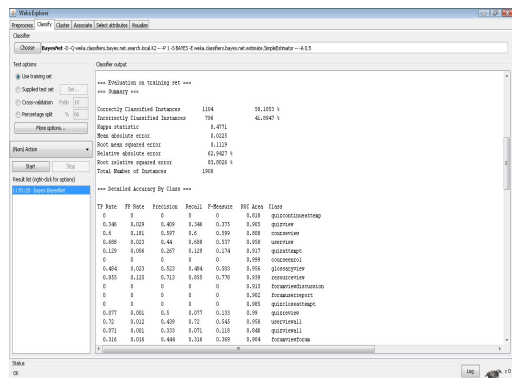 Weka Explorer
Preprocess Classify Cluster Associate Select attributes Visualize
Classifier
Choose BayesNet -D -Q weka.classifiers.bayes.net.search.local.K2 -- -P 1 -S BAYES -E weka.classifiers.bayes.net.estimate.SimpleEstimator -- -A 0.5
Test options
Use training set
Supplied test set Set...
Cross-validation Folds 10
Percentage split % 66
More options...
(Nom) Action
Start Stop
Result list (right-click for options)
bayes.BayesNet
Classifier output
=== Evaluation on training set ===
=== Summary ===
Correctly Classified Instances 1104 58.1053 %
Incorrectly Classified Instances 796 41.8947 %
Kappa statistic 0.4771
Mean absolute error 0.0225
Root mean squared error 0.1119
Relative absolute error 62.9427 %
Root relative squared error 83.8026 %
Total Number of Instances 1900
=== Detailed Accuracy By Class ===
TP Rate FP Rate Precision Recall F-Measure ROC Area Class
0 0 0 0 0 0.818 quizcontinueattemp
0.346 0.029 0.409 0.346 0.375 0.905 quizview
0.6 0.181 0.597 0.6 0.599 0.808 courseview
0.688 0.023 0.44 0.688 0.537 0.958 userview
0.129 0.006 0.267 0.129 0.174 0.917 quizattempt
0 0 0 0 0 0.999 courseenrol
0.484 0.023 0.523 0.484 0.503 0.956 glossaryview
0.855 0.125 0.713 0.855 0.778 0.939 resourceview
0 0 0 0 0 0.913 forumviewdiscussion
0 0 0 0 0 0.902 forumuserreport
0 0 0 0 0 0.985 quizcloseattempt
0.077 0.001 0.5 0.077 0.133 0.99 quizreview
0.72 0.012 0.439 0.72 0.545 0.958 userviewall
0.071 0.001 0.333 0.071 0.118 0.848 quizviewall
0.316 0.016 0.444 0.316 0.369 0.904 forumviewforum
Status
OK
Log
x 0